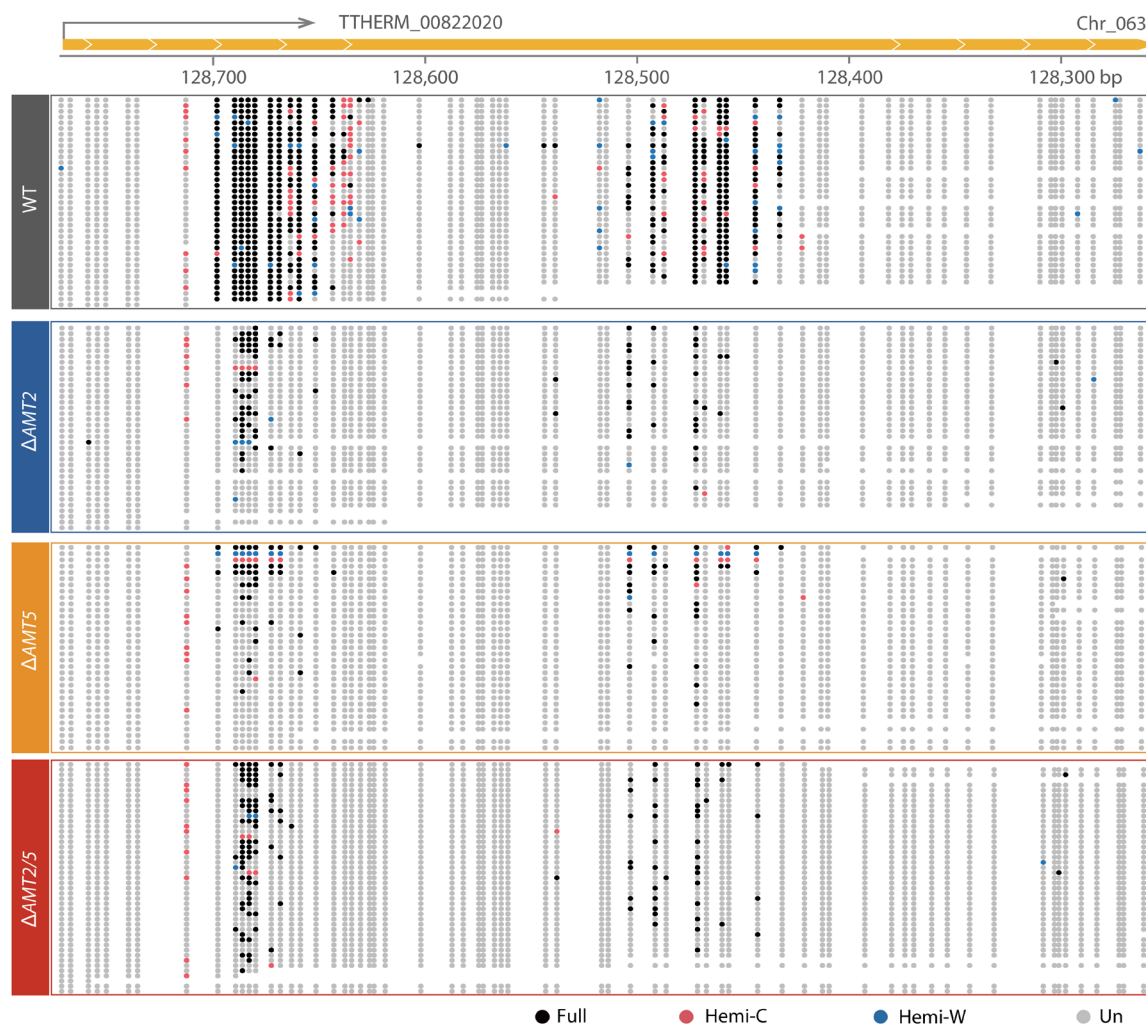 TTHERM_00822020 Chr_063
128,700 128,600 128,500 128,400 128,300 bp
WT
ΔAMT2
ΔAMT5
ΔAMT2/5
Full Hemi-C Hemi-W Un